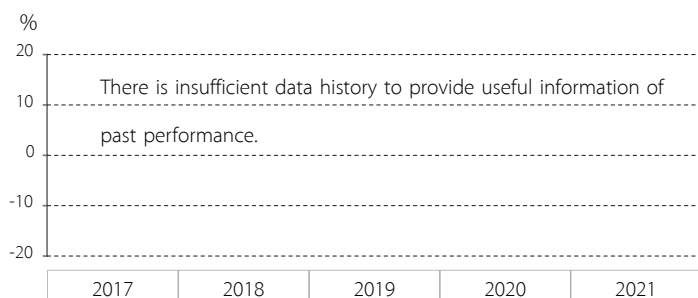 %
20
There is insufficient data history to provide useful information of
10
past performance.
0
-10
-20
2017 2018 2019 2020 2021